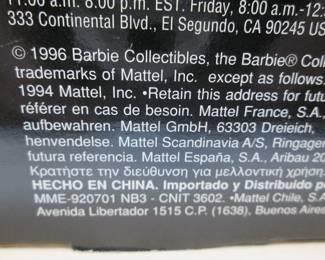 11:00 a.m. 8:00 p.m. EST. Friday, 8:00 a.m.-12:
333 Continental Blvd., El Segundo, CA 90245 US
© 1996 Barbie Collectibles, the Barbie® Coll
trademarks of Mattel, Inc. except as follows.
1994 Mattel, Inc. •Retain this address for futu
référer en cas de besoin. Mattel France, S.A.,
aufbewahren. Mattel GmbH, 63303 Dreieich,
henvendelse. Mattel Scandinavia A/S, Ringager
futura referencia. Mattel España, S.A., Aribau 20
Κρατήστε την διεύθυνση για μελλοντική χρήση.
HECHO EN CHINA. Importado y Distribuido p
MME-920701 NB3 - CNIT 3602. •Mattel Chile, S.A
Avenida Libertador 1515 C.P. (1638), Buenos Aires